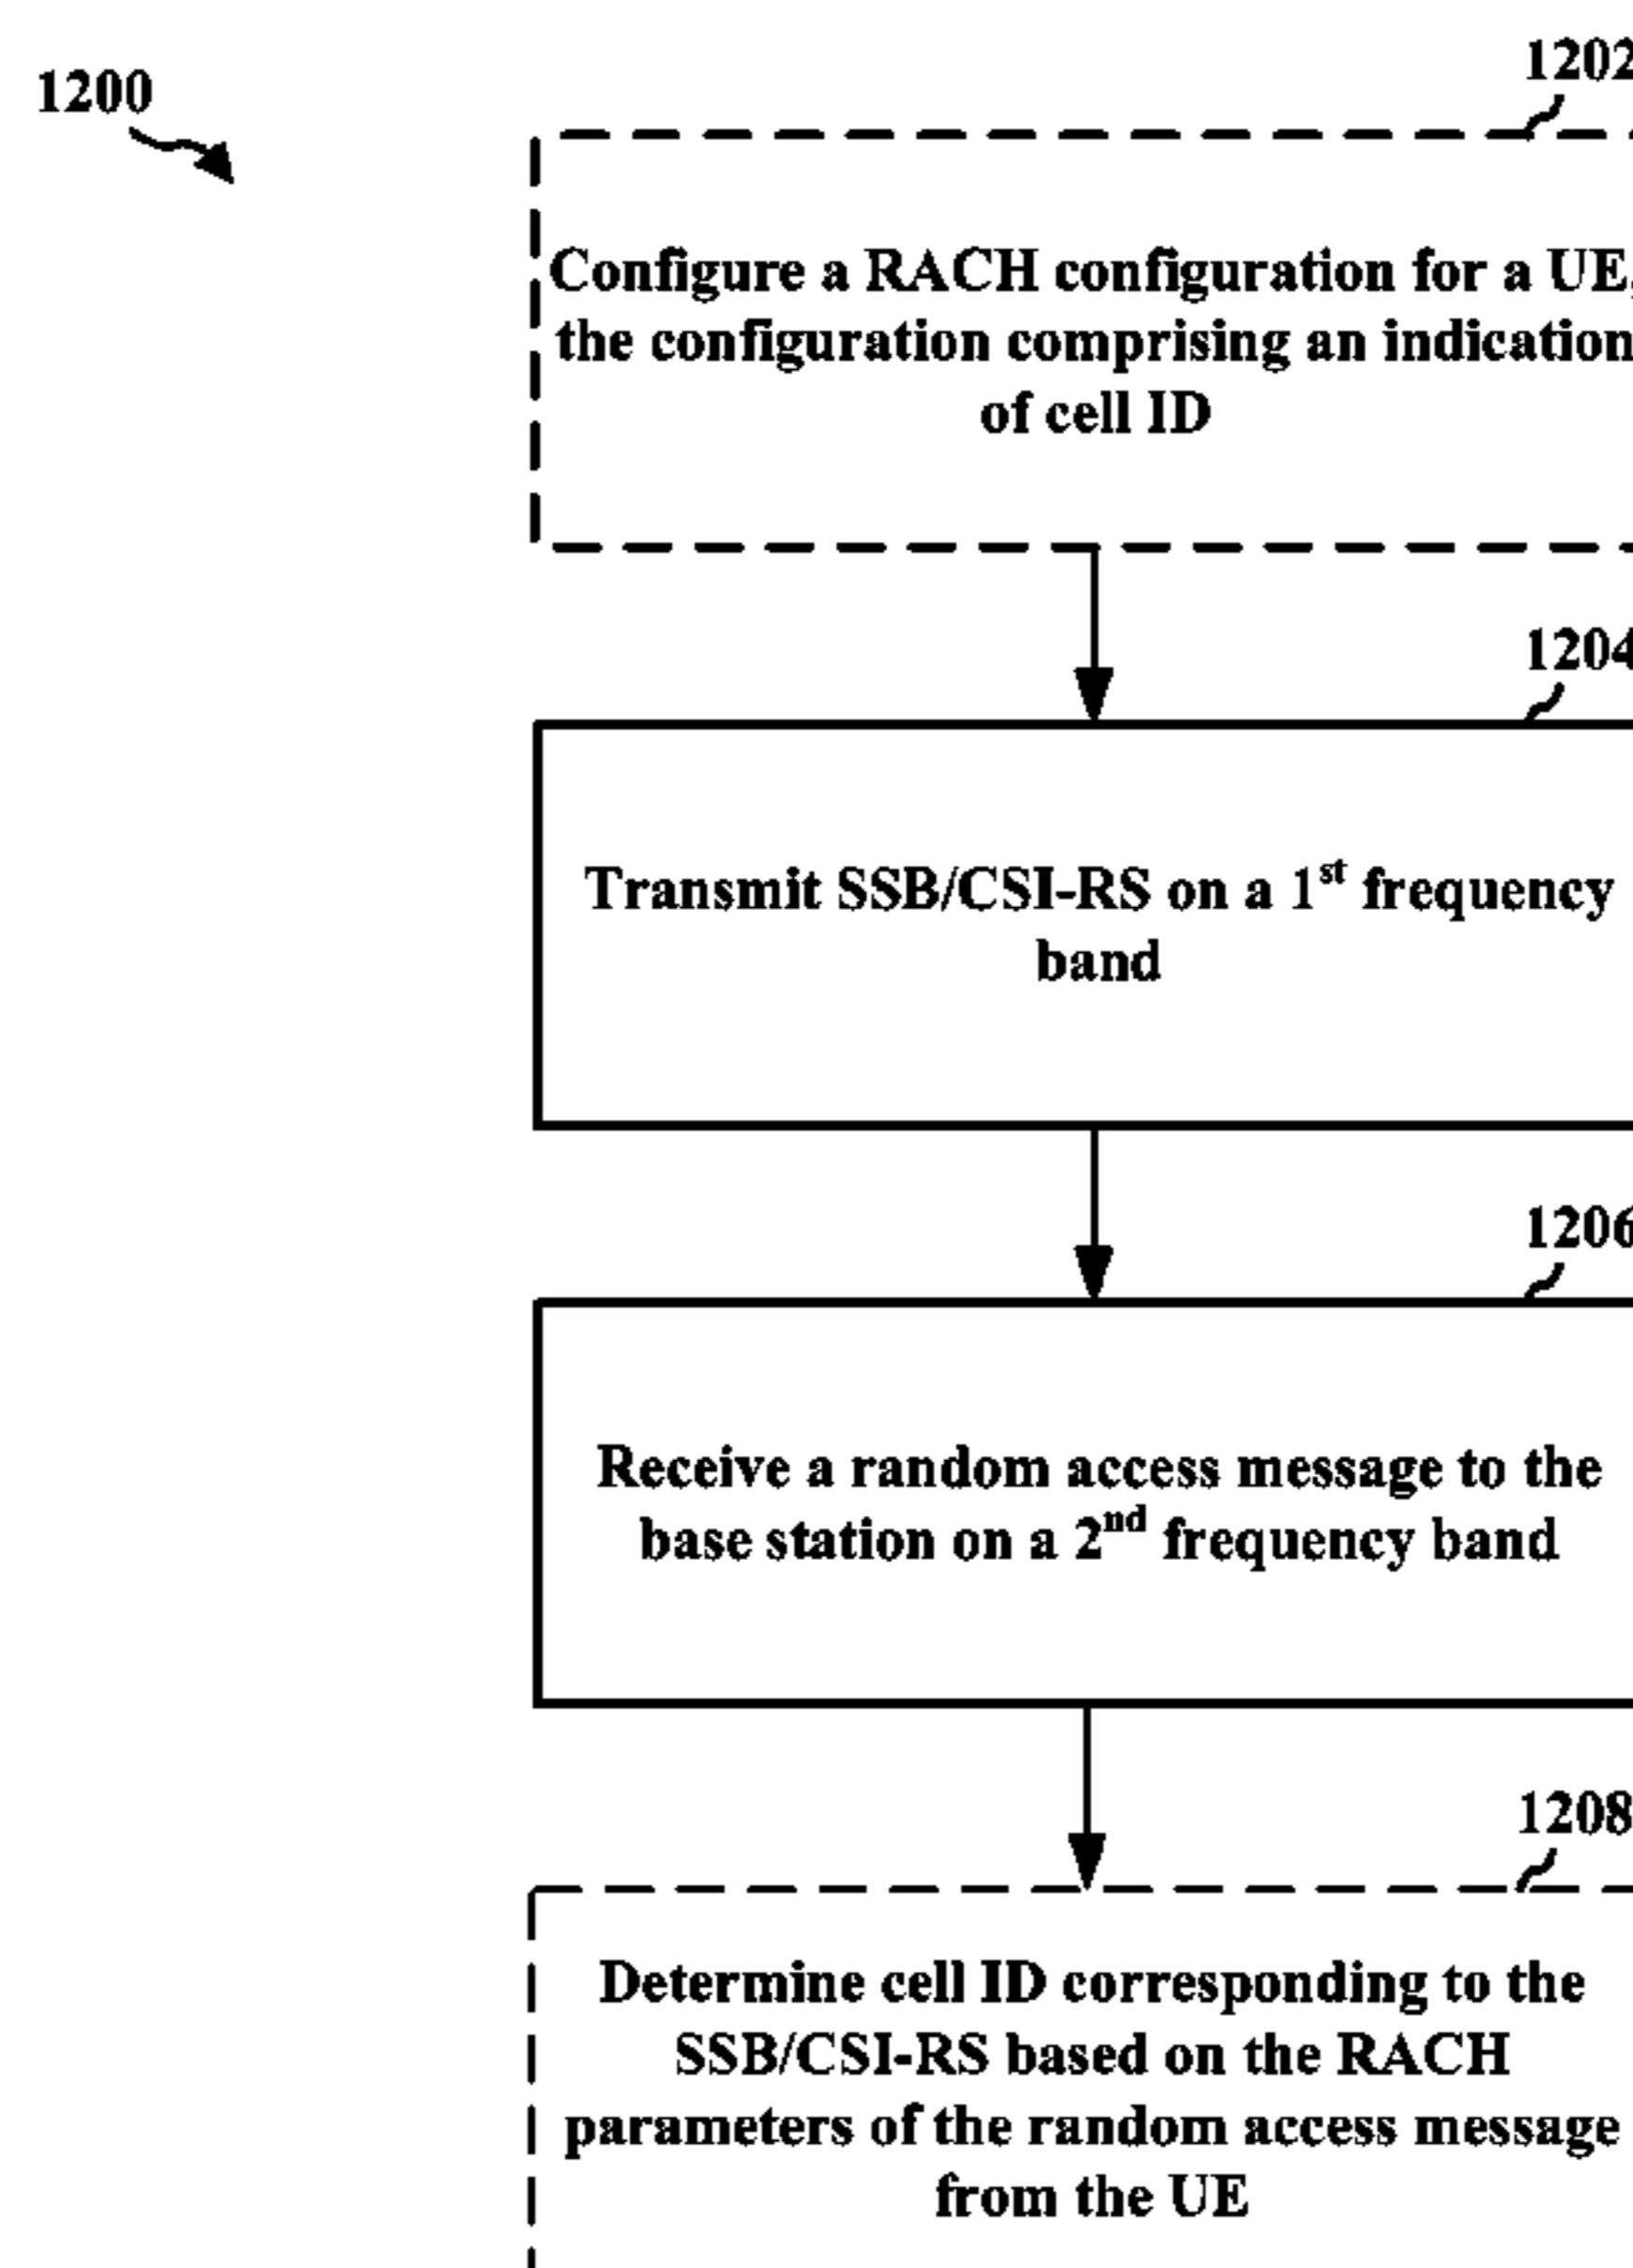 1200
1202
Configure a RACH configuration for a UE,
the configuration comprising an indication
of cell ID
1204
Transmit SSB/CSI-RS on a 1st frequency
band
1206
Receive a random access message to the
base station on a 2nd frequency band
1208
Determine cell ID corresponding to the
SSB/CSI-RS based on the RACH
parameters of the random access message
from the UE